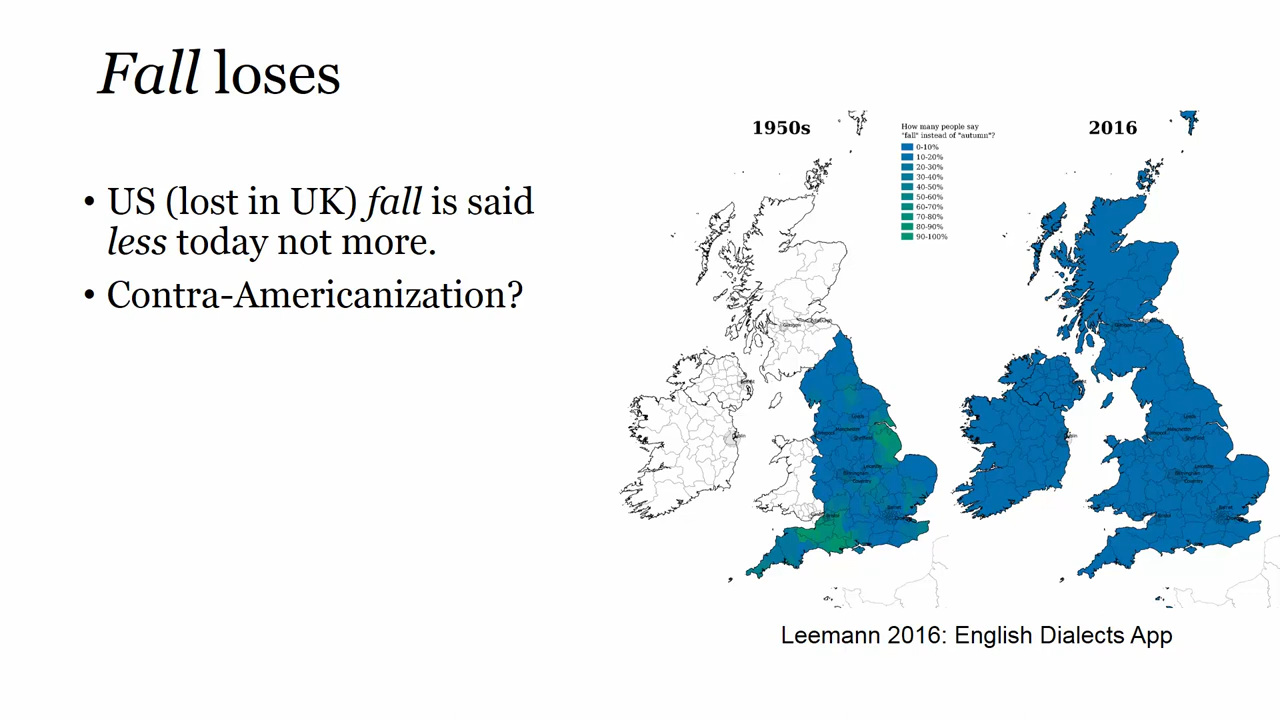 Fall loses
• US (lost in UK) fall is said
less today not more.
• Contra-Americanization?
1950s
How many people say
"fall" instead of "autumn"?
0-10%
10-20%
20-30%
30-40%
40-50%
50-60%
60-70%
70-80%
80-90%
90-100%
2016
Leemann 2016: English Dialects App